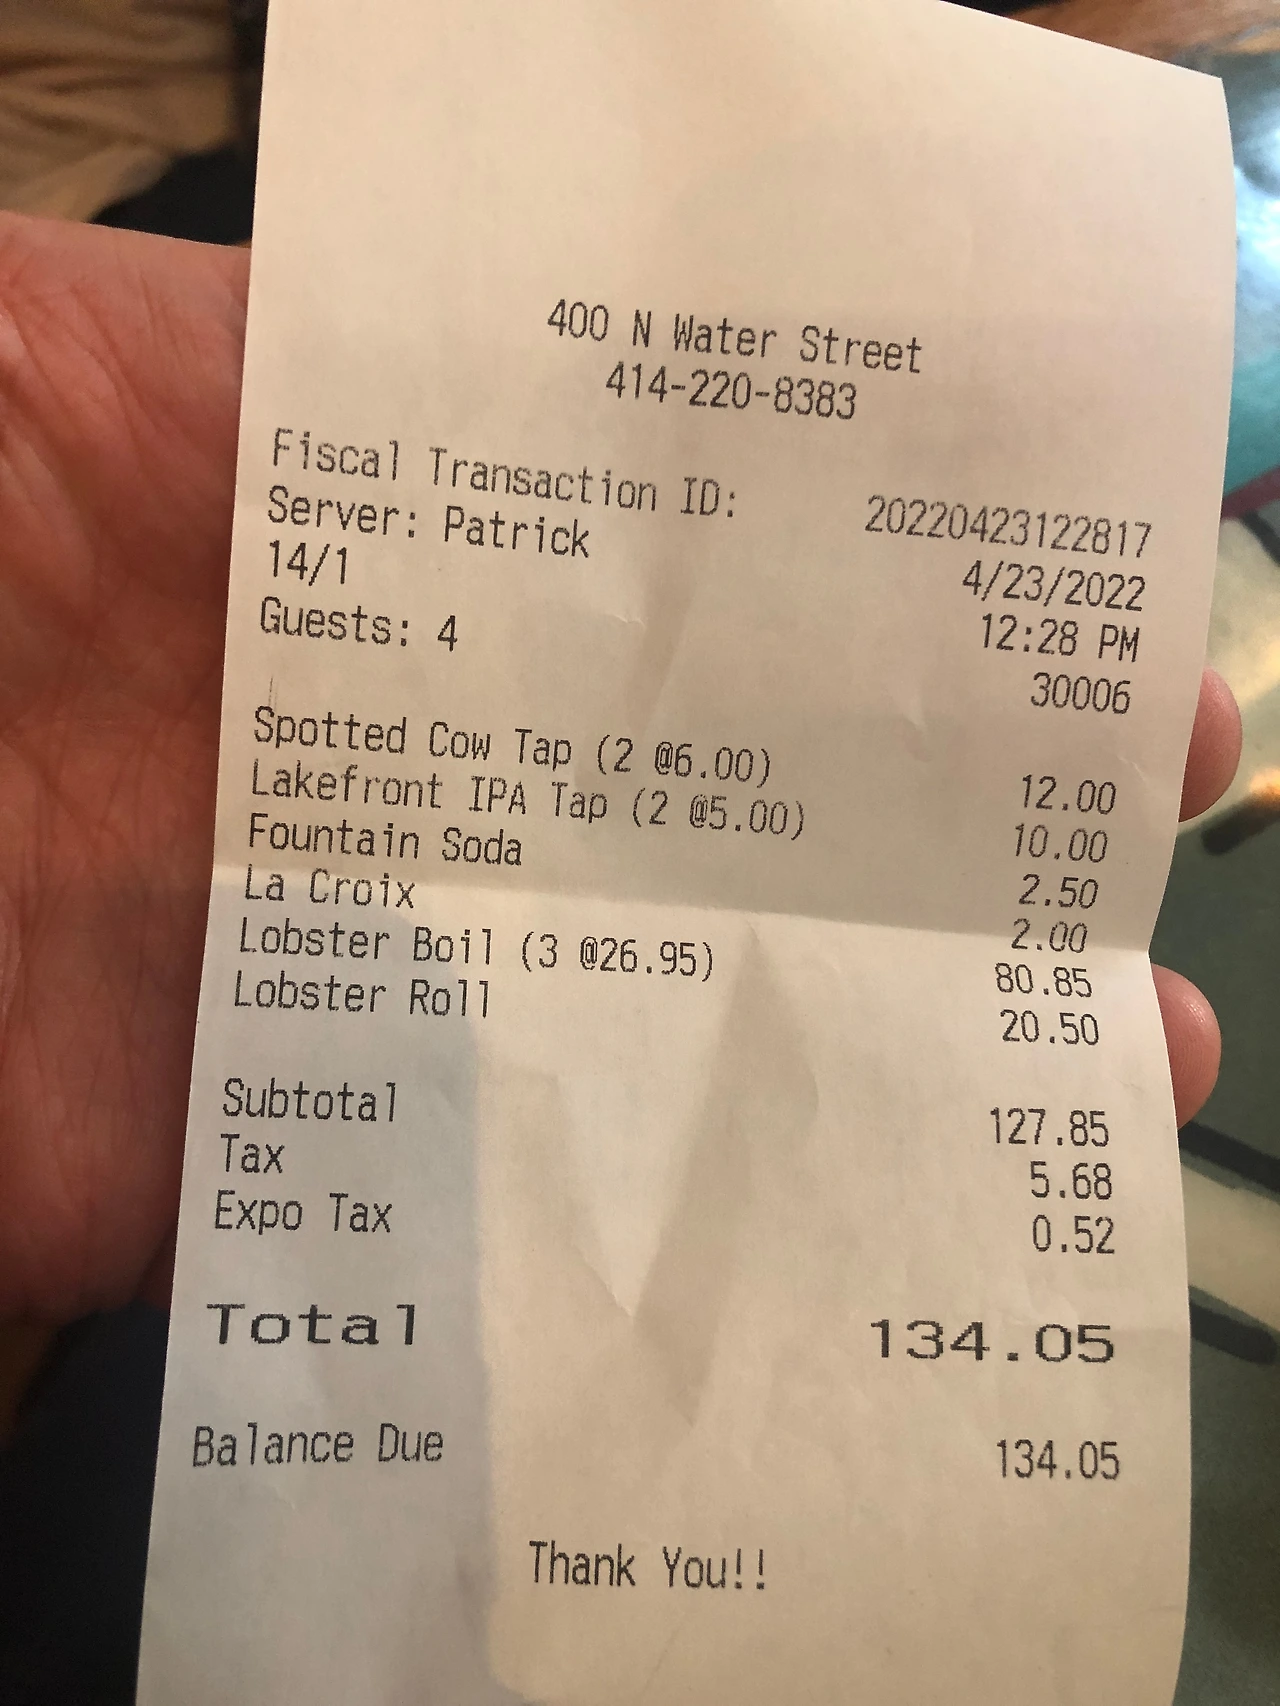 400 N Water Street
414-220-8383
Fiscal Transaction ID: 20220423122817
Server: Patrick 4/23/2022
14/1 12:28 PM
Guests: 4 30006
Spotted Cow Tap (2 @6.00) 12.00
Lakefront IPA Tap (2 @5.00) 10.00
Fountain Soda 2.50
La Croix 2.00
Lobster Boil (3 @26.95) 80.85
Lobster Roll 20.50
Subtotal 127.85
Tax 5.68
Expo Tax 0.52
Total 134.05
Balance Due 134.05
Thank You!!